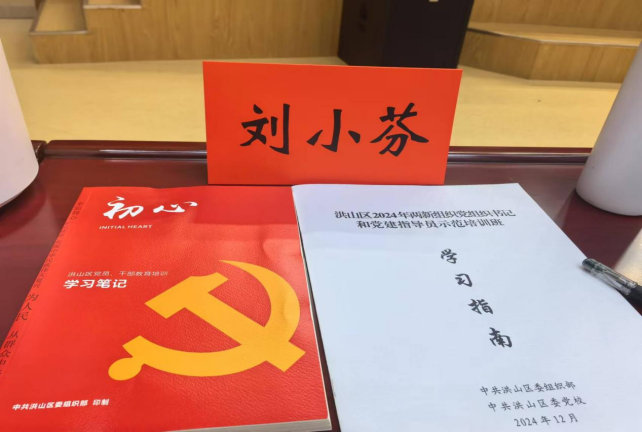 刘小芬
初心
INITIAL HEART
洪山区党员、干部教育培训
学习笔记
中共洪山区委组织部 印制
洪山区2024年两新组织党组织书记
和党建指导员示范培训班
学习指南
中共洪山区委组织部
中共洪山区委党校
2024年12月